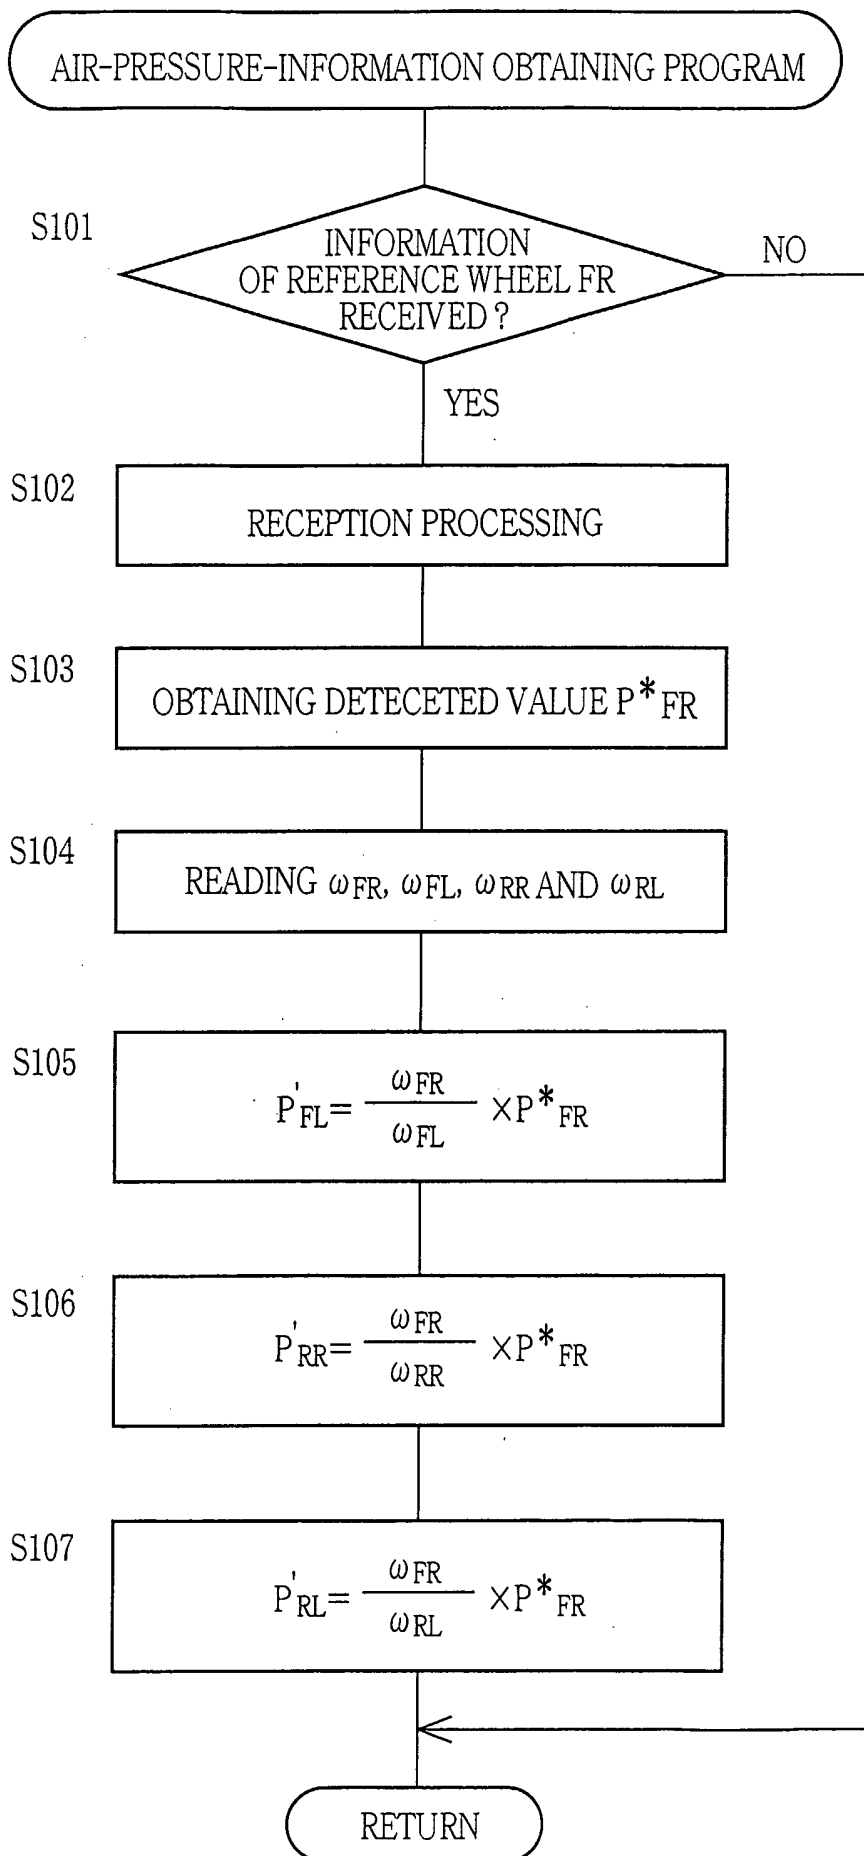 AIR-PRESSURE-INFORMATION OBTAINING PROGRAM
S101
INFORMATION
OF REFERENCE WHEEL FR
RECEIVED ?
NO
YES
S102
RECEPTION PROCESSING
S103
OBTAINING DETECETED VALUE P*FR
S104
READING ωFR, ωFL, ωRR AND ωRL
S105
P'FL= ωFR / ωFL ×P*FR
S106
P'RR= ωFR / ωRR ×P*FR
S107
P'RL= ωFR / ωRL ×P*FR
RETURN